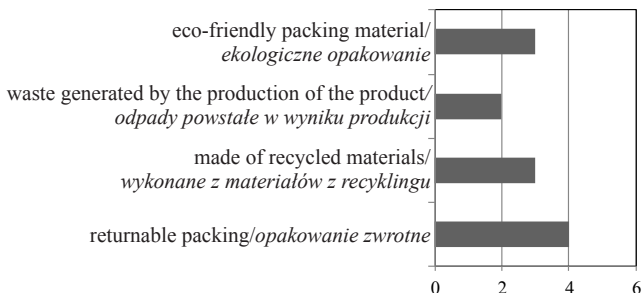 eco-friendly packing material/
ekologiczne opakowanie
waste generated by the production of the product/
odpady powstałe w wyniku produkcji
made of recycled materials/
wykonane z materiałów z recyklingu
returnable packing/opakowanie zwrotne
0 2 4 6